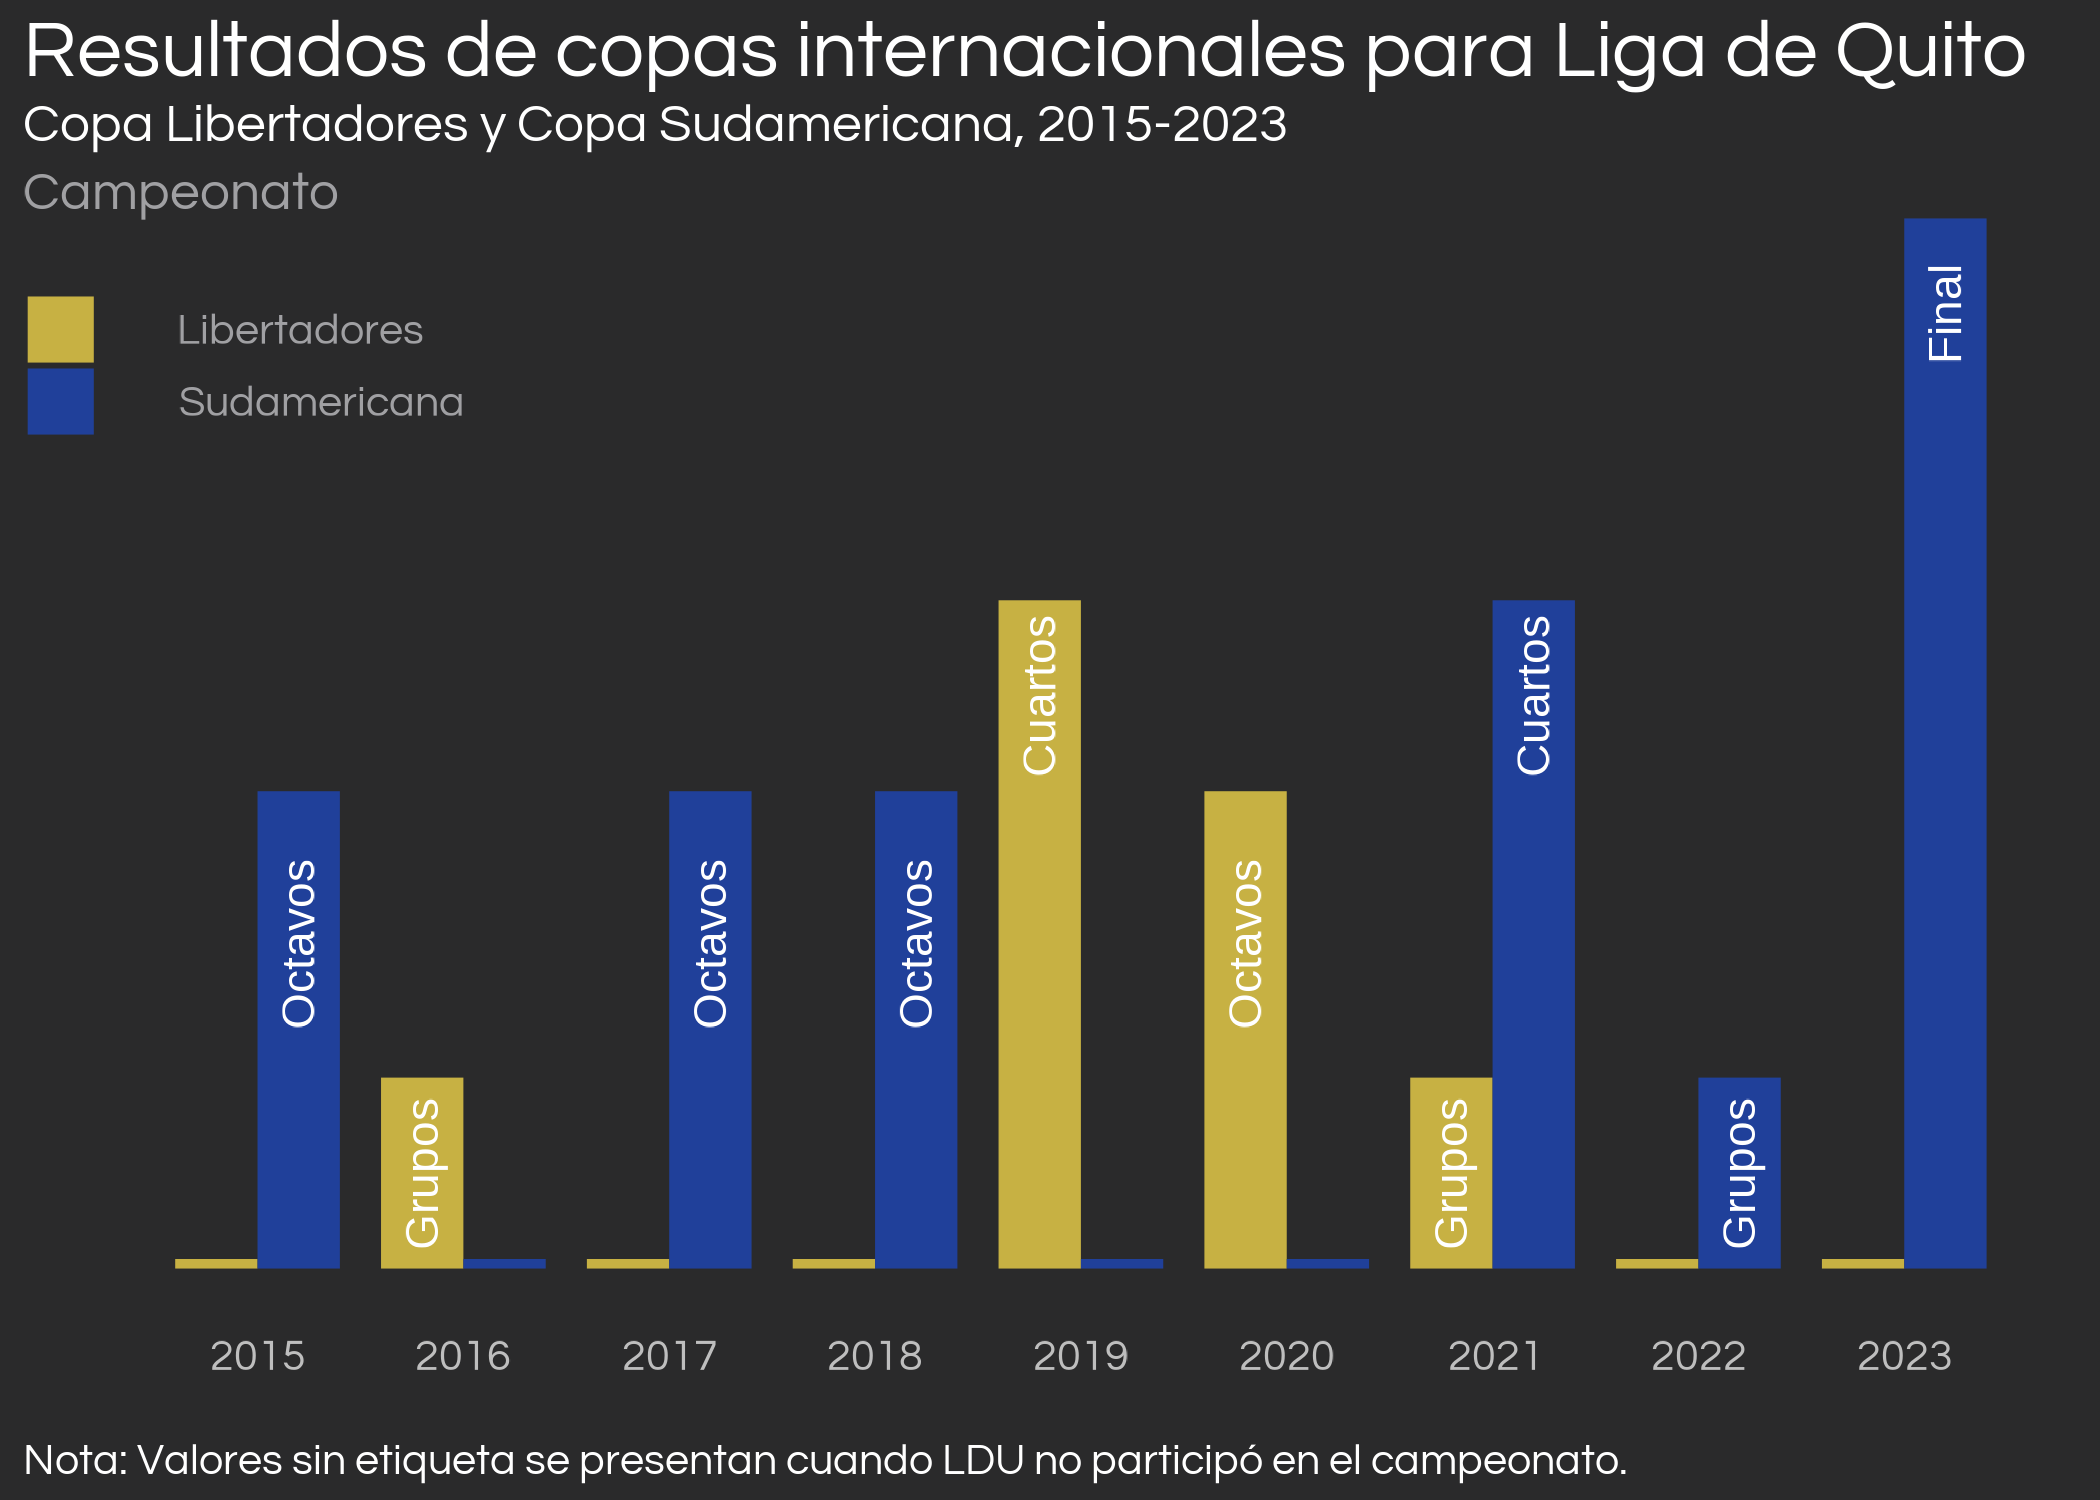 Resultados de copas internacionales para Liga de Quito
Copa Libertadores y Copa Sudamericana, 2015-2023
Campeonato
Libertadores
Sudamericana
Octavos
Grupos
Octavos
Octavos
Cuartos
Octavos
Grupos
Cuartos
Grupos
Final
2015 2016 2017 2018 2019 2020 2021 2022 2023
Nota: Valores sin etiqueta se presentan cuando LDU no participó en el campeonato.